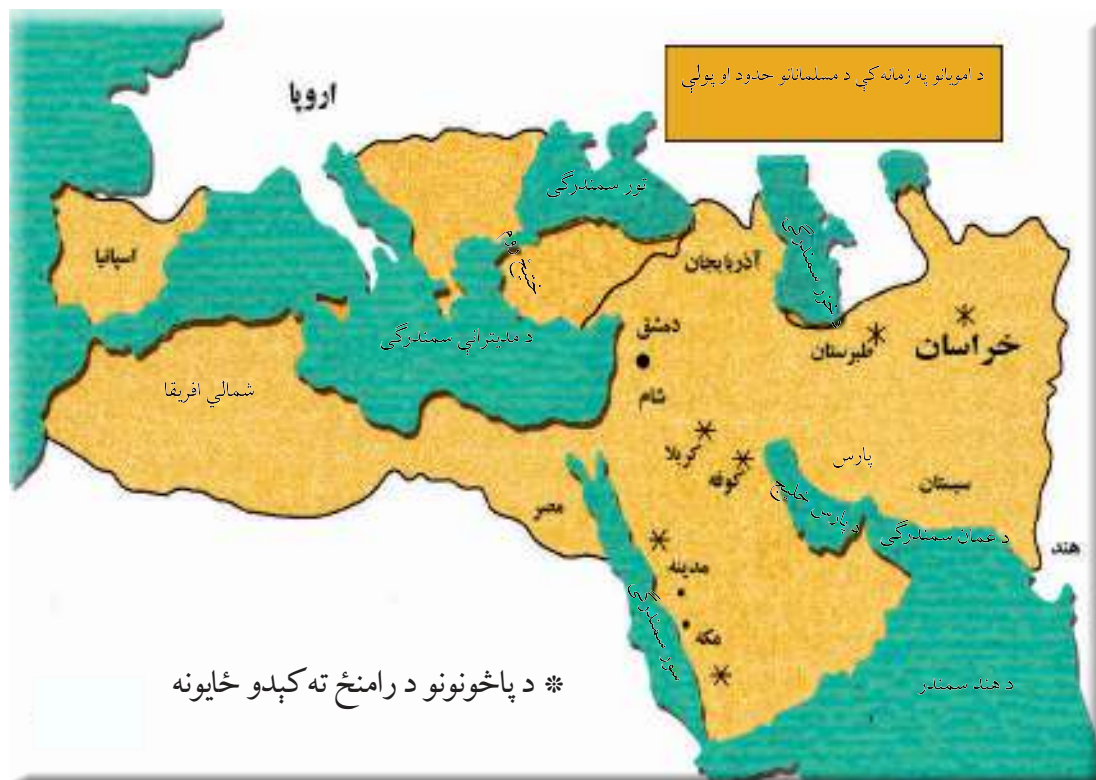 د امویانو په زمانه کې د مسلمانانو حدود او پولې
اروپا
تور سمندرگی
اسپانیا
ختیځ روم
آذربایجان
د خزر سمندرگی
د مدیترانې سمندرگی
دمشق
طبرستان
خراسان
شمالي افریقا
شام
کربلا
کوفه
پارس
سیستان
د پارس خلیج
مصر
د عمان سمندرگی
هند
مدینه
سور سمندرگی
مکه
د هند سمندر
* د پاڅونونو د رامنځ ته کېدو ځایونه